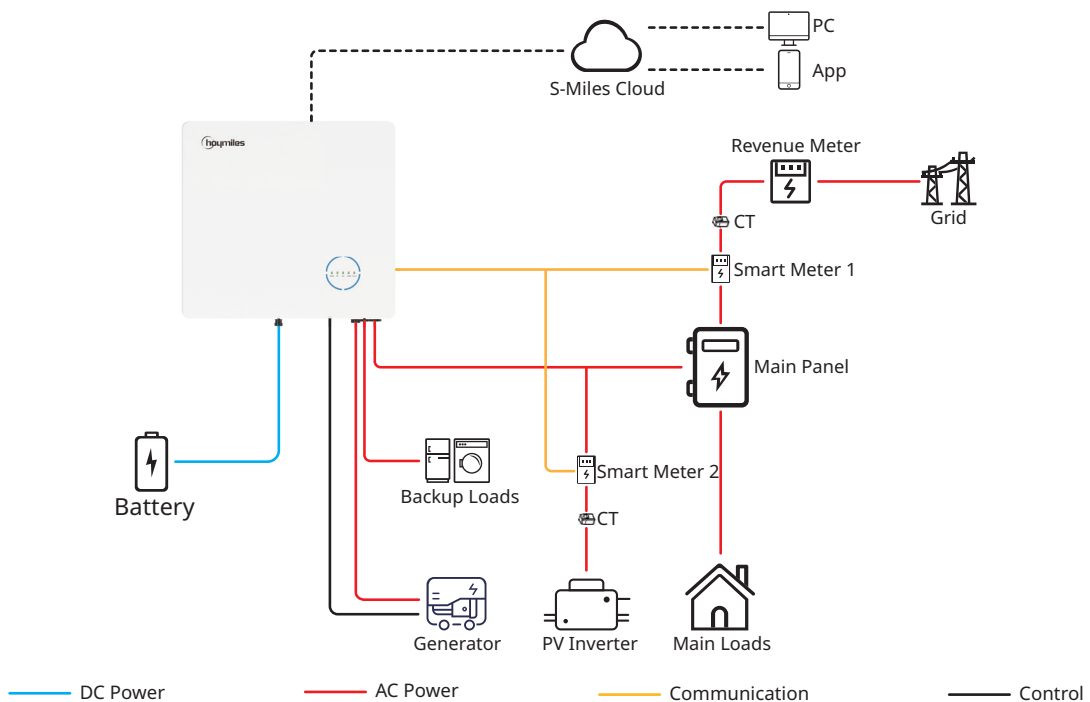 PC
App
S-Miles Cloud
hoymiles
Revenue Meter
Grid
CT
Smart Meter 1
Main Panel
Smart Meter 2
CT
Battery
Backup Loads
Generator
PV Inverter
Main Loads
DC Power
AC Power
Communication
Control